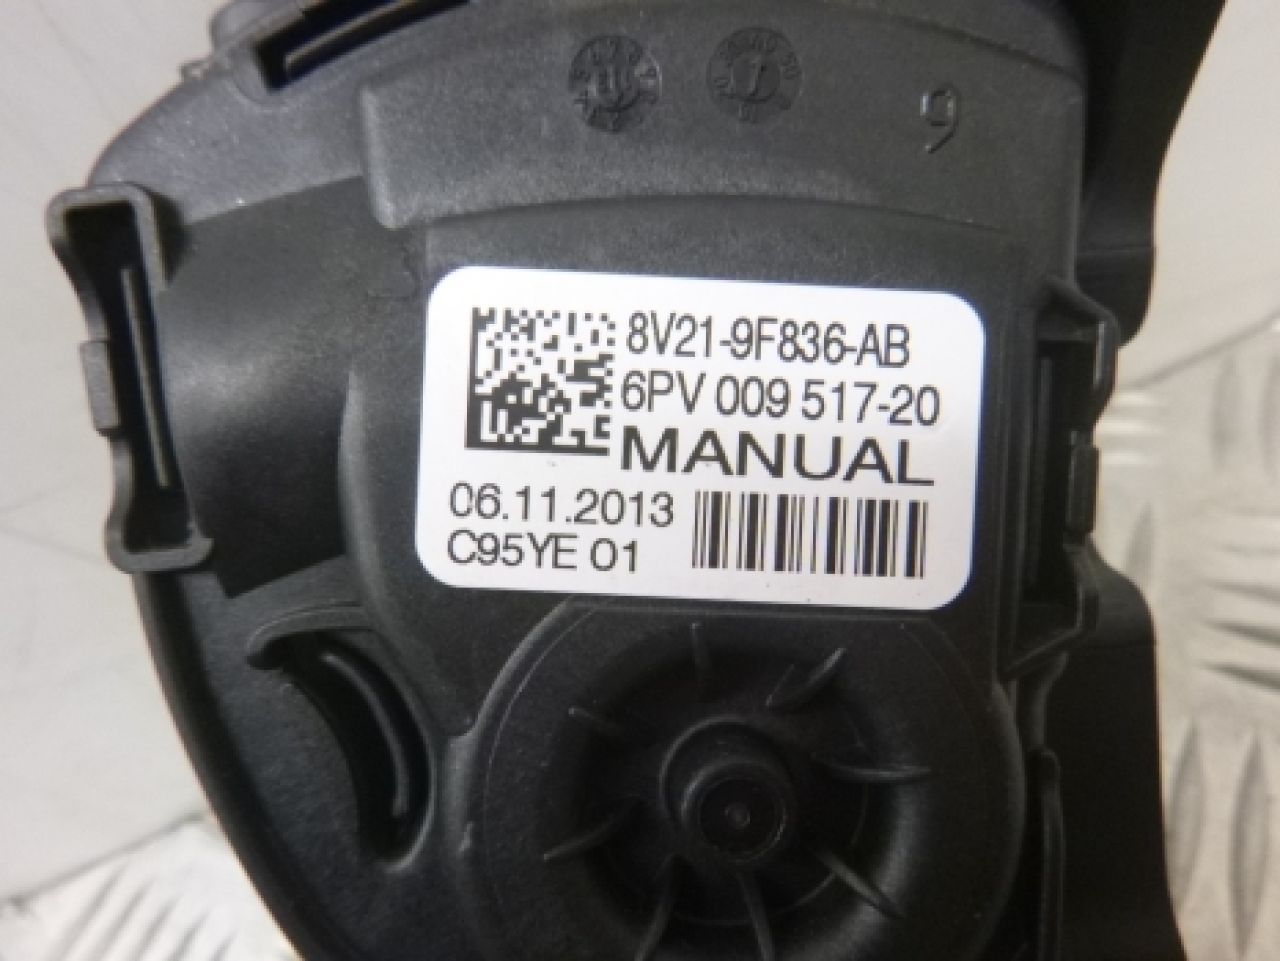 9
8V21-9F836-AB
6PV 009 517-20
MANUAL
06.11.2013
C95YE 01